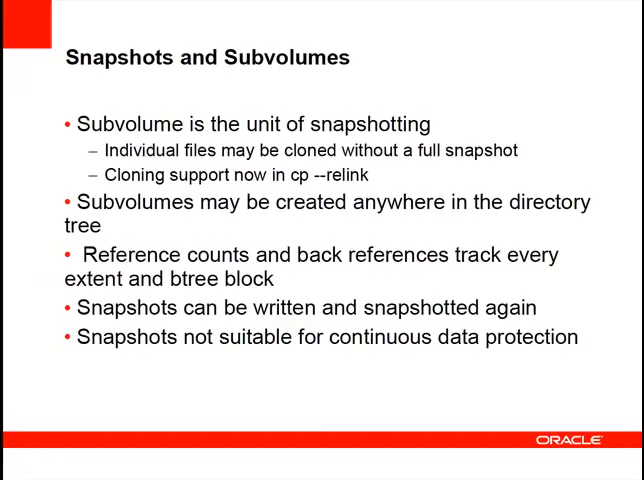 Snapshots and Subvolumes
• Subvolume is the unit of snapshotting
– Individual files may be cloned without a full snapshot
– Cloning support now in cp --relink
• Subvolumes may be created anywhere in the directory
tree
• Reference counts and back references track every
extent and btree block
• Snapshots can be written and snapshotted again
• Snapshots not suitable for continuous data protection
ORACLE